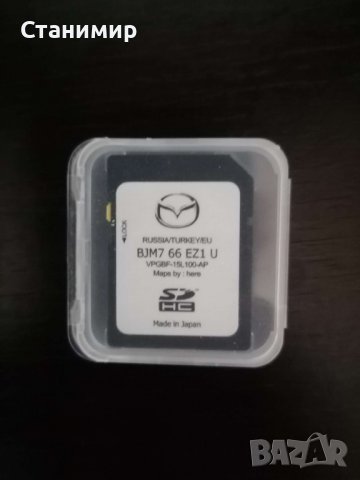 Станимир
◄LOCK
RUSSIA/TURKEY/EU
BJM7 66 EZ1 U
VPGBF-15L100-AP
Maps by : here
SD
HC
Made in Japan
BAZAR